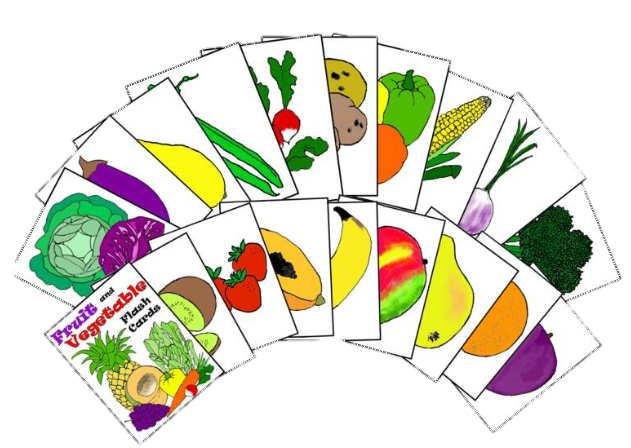 Fruit and
Vegetable
Flash
Cards